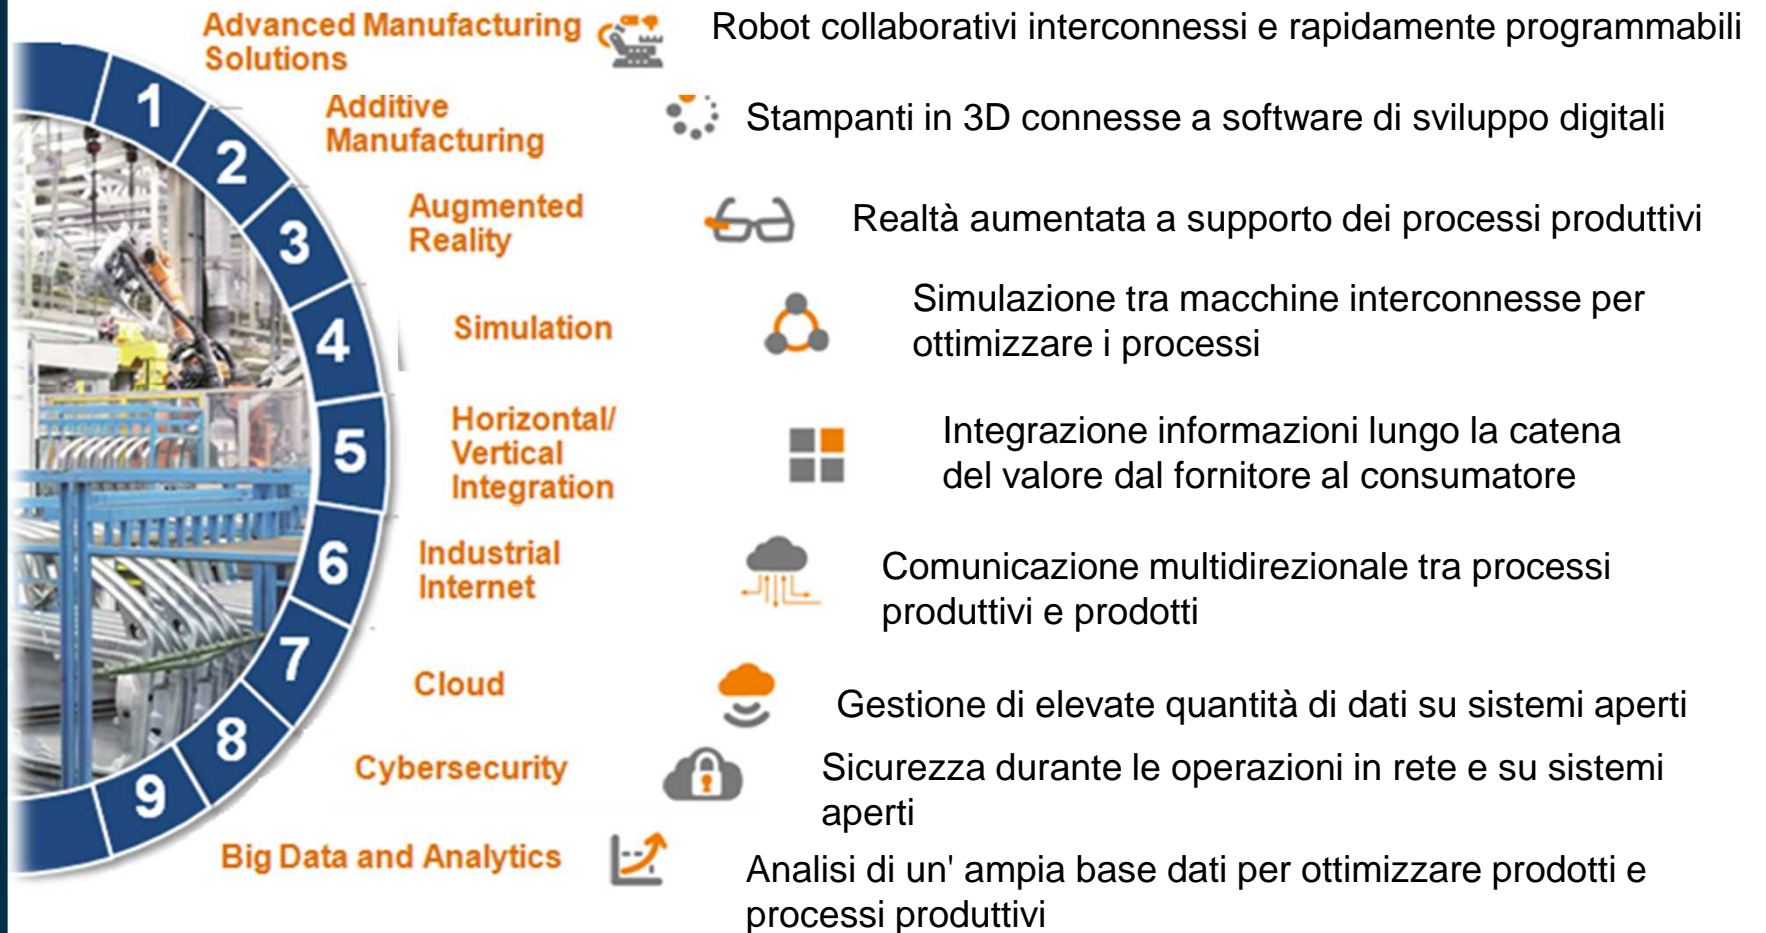 Advanced Manufacturing
Solutions
Robot collaborativi interconnessi e rapidamente programmabili
1
Additive
Manufacturing
Stampanti in 3D connesse a software di sviluppo digitali
2
Augmented
Reality
Realtà aumentata a supporto dei processi produttivi
3
Simulation
Simulazione tra macchine interconnesse per
ottimizzare i processi
4
Horizontal/
Vertical
Integration
Integrazione informazioni lungo la catena
del valore dal fornitore al consumatore
5
Industrial
Internet
Comunicazione multidirezionale tra processi
produttivi e prodotti
6
Cloud
Gestione di elevate quantità di dati su sistemi aperti
7
Cybersecurity
Sicurezza durante le operazioni in rete e su sistemi
aperti
8
Big Data and Analytics
Analisi di un' ampia base dati per ottimizzare prodotti e
processi produttivi
9